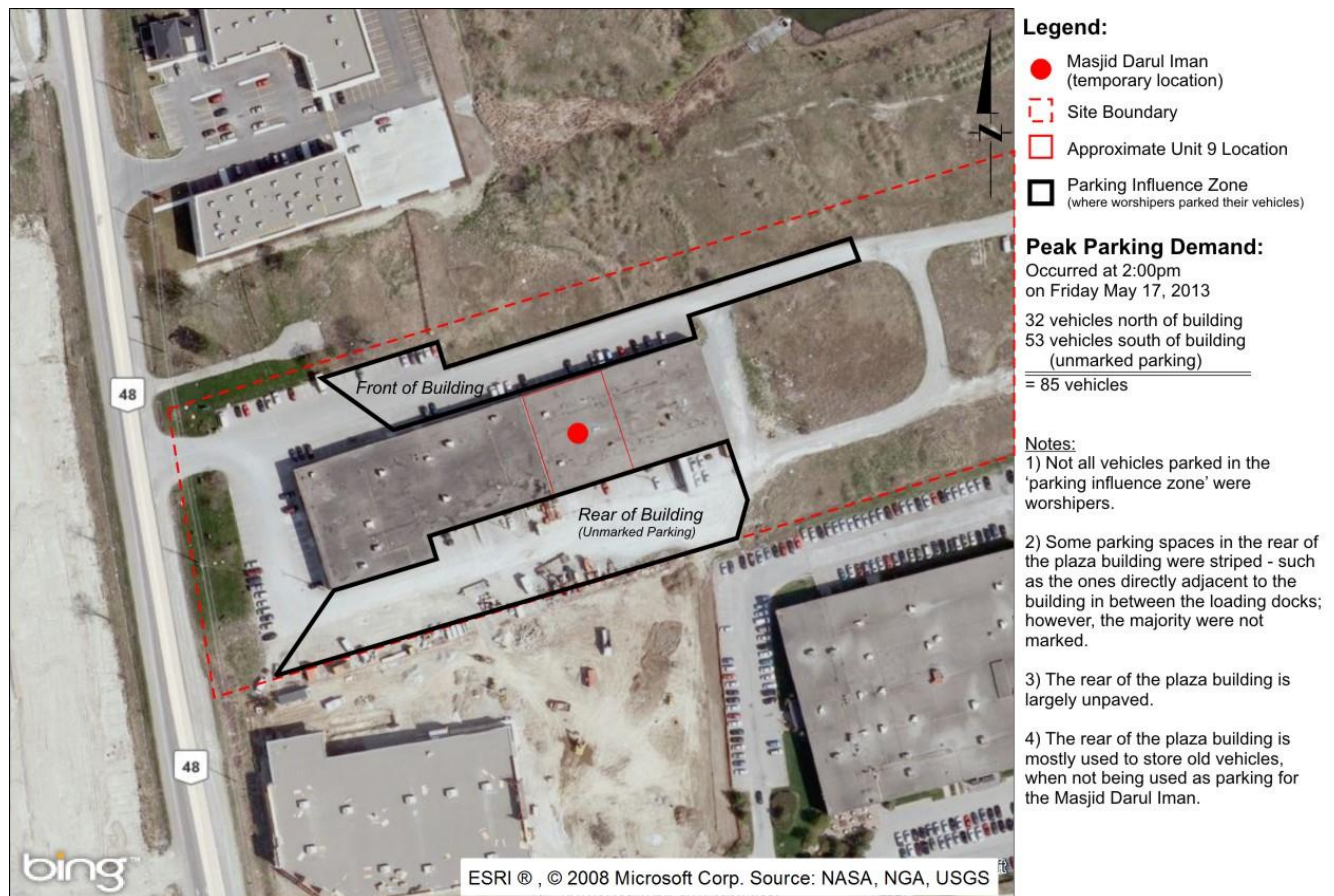 Legend:
Masjid Darul Iman
(temporary location)
Site Boundary
Approximate Unit 9 Location
Parking Influence Zone
(where worshipers parked their vehicles)
Peak Parking Demand:
Occurred at 2:00pm
on Friday May 17, 2013
32 vehicles north of building
53 vehicles south of building
(unmarked parking)
= 85 vehicles
Notes:
1) Not all vehicles parked in the
'parking influence zone' were
worshipers.
2) Some parking spaces in the rear of
the plaza building were striped - such
as the ones directly adjacent to the
building in between the loading docks;
however, the majority were not
marked.
3) The rear of the plaza building is
largely unpaved.
4) The rear of the plaza building is
mostly used to store old vehicles,
when not being used as parking for
the Masjid Darul Iman.
N
48
Front of Building
Rear of Building
(Unmarked Parking)
48
bing™
ESRI ® , © 2008 Microsoft Corp. Source: NASA, NGA, USGS